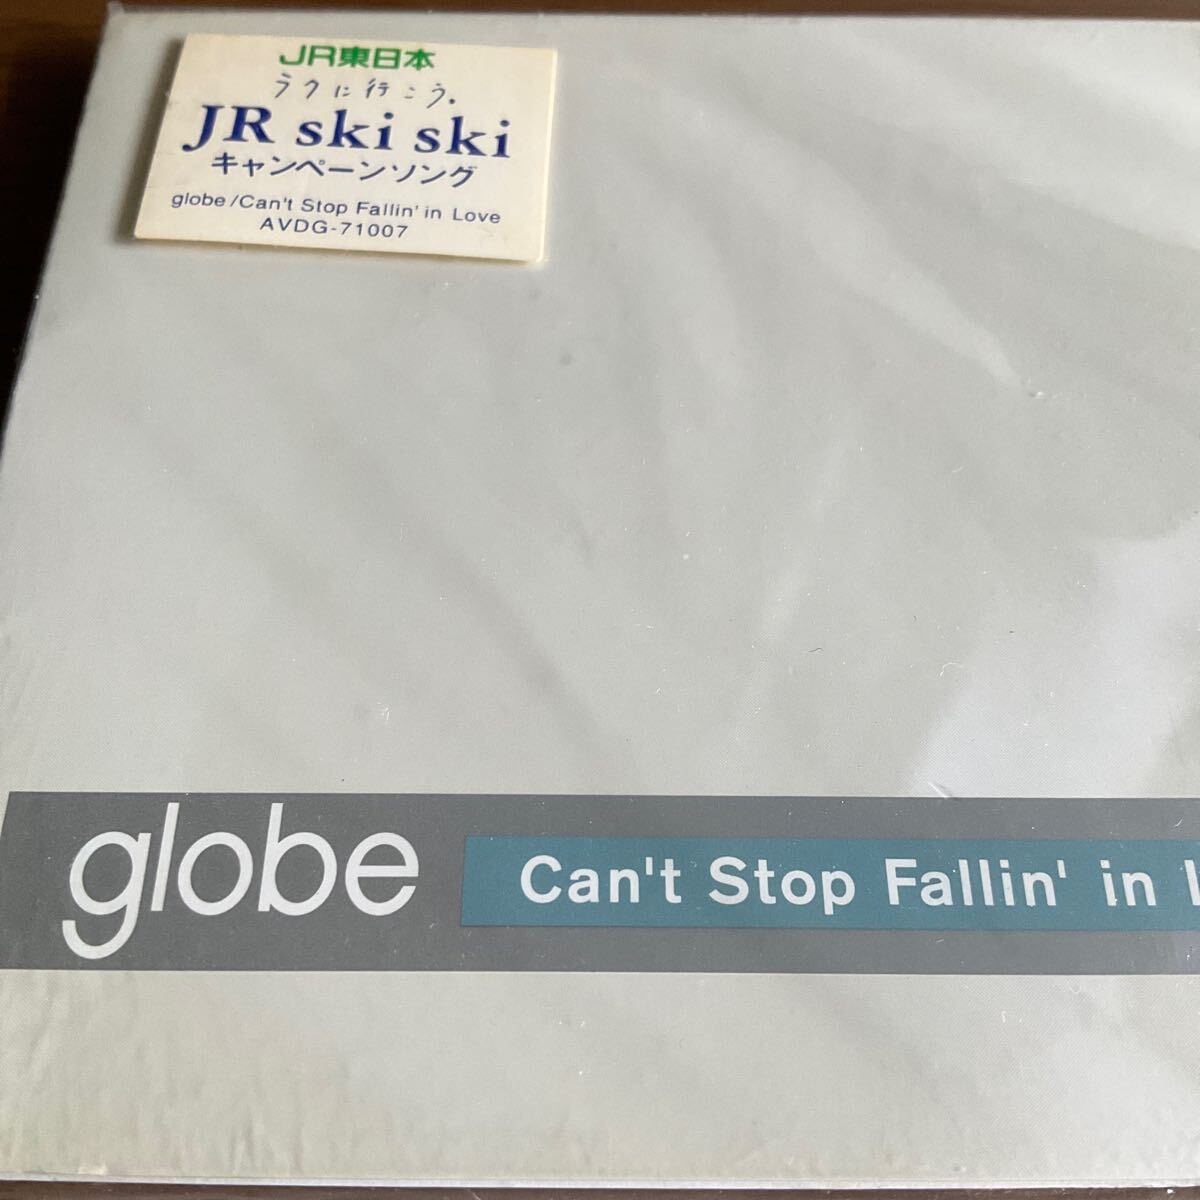 JR東日本
ラクに行こう.
JR ski ski
キャンペーンソング
globe/Can't Stop Fallin' in Love
AVDG-71007
globe
Can't Stop Fallin' in